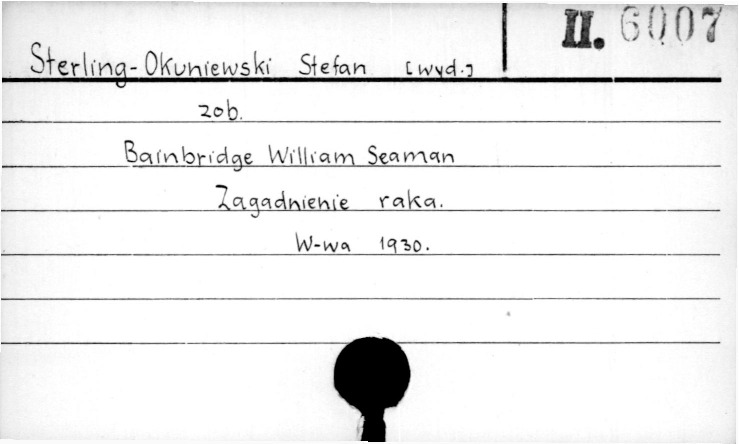 II. 6007
Sterling-Okuniewski Stefan [wyd.]
zob.
Bainbridge William Seaman
Zagadnienie raka.
W-wa 1930.